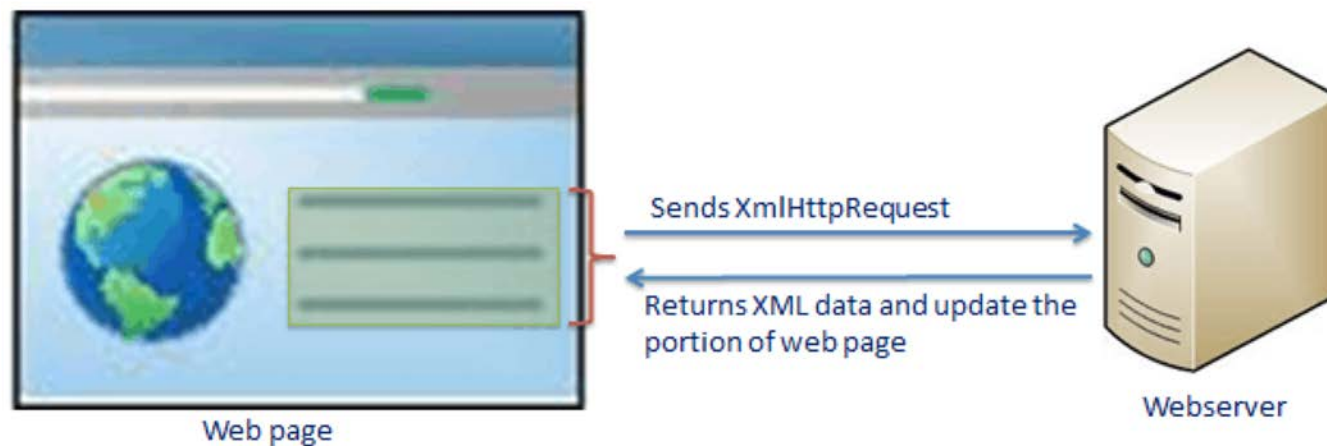 Sends XmlHttpRequest
Returns XML data and update the
portion of web page
Web page
Webserver